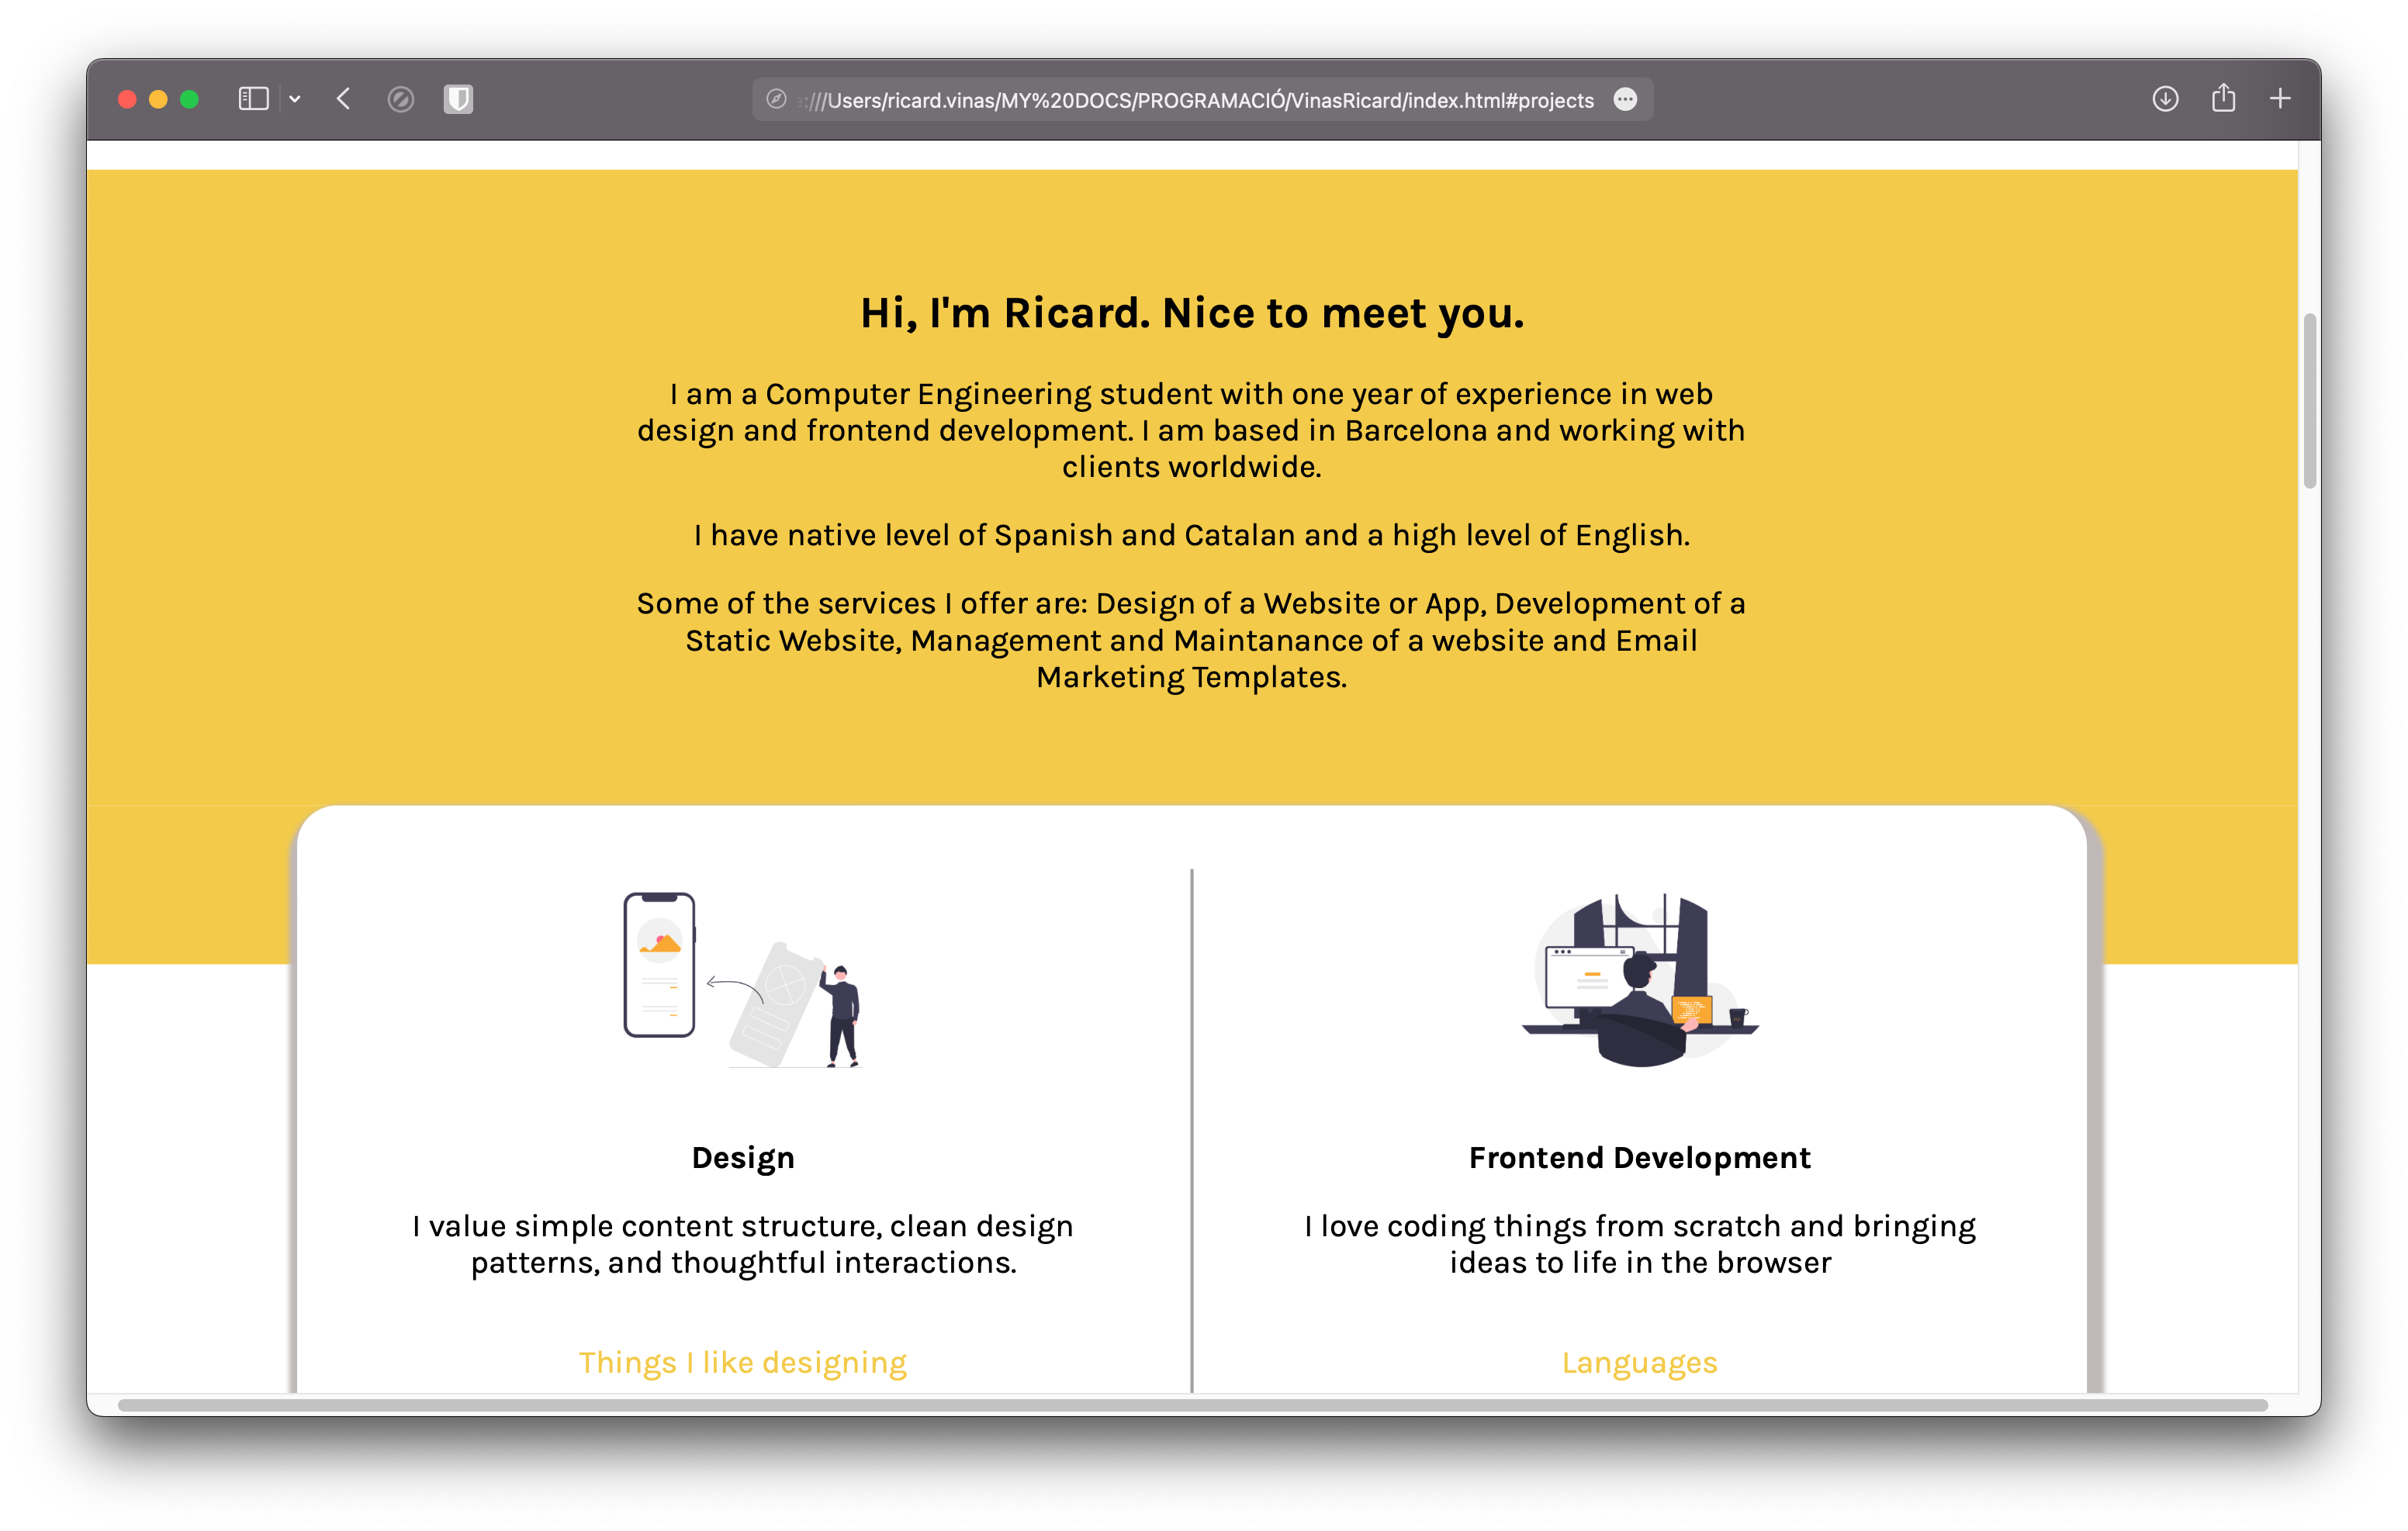 :///Users/ricard.vinas/MY%20DOCS/PROGRAMACIÓ/VinasRicard/index.html#projects
Hi, I'm Ricard. Nice to meet you.
I am a Computer Engineering student with one year of experience in web
design and frontend development. I am based in Barcelona and working with
clients worldwide.
I have native level of Spanish and Catalan and a high level of English.
Some of the services I offer are: Design of a Website or App, Development of a
Static Website, Management and Maintanance of a website and Email
Marketing Templates.
Design
I value simple content structure, clean design
patterns, and thoughtful interactions.
Things I like designing
Frontend Development
I love coding things from scratch and bringing
ideas to life in the browser
Languages